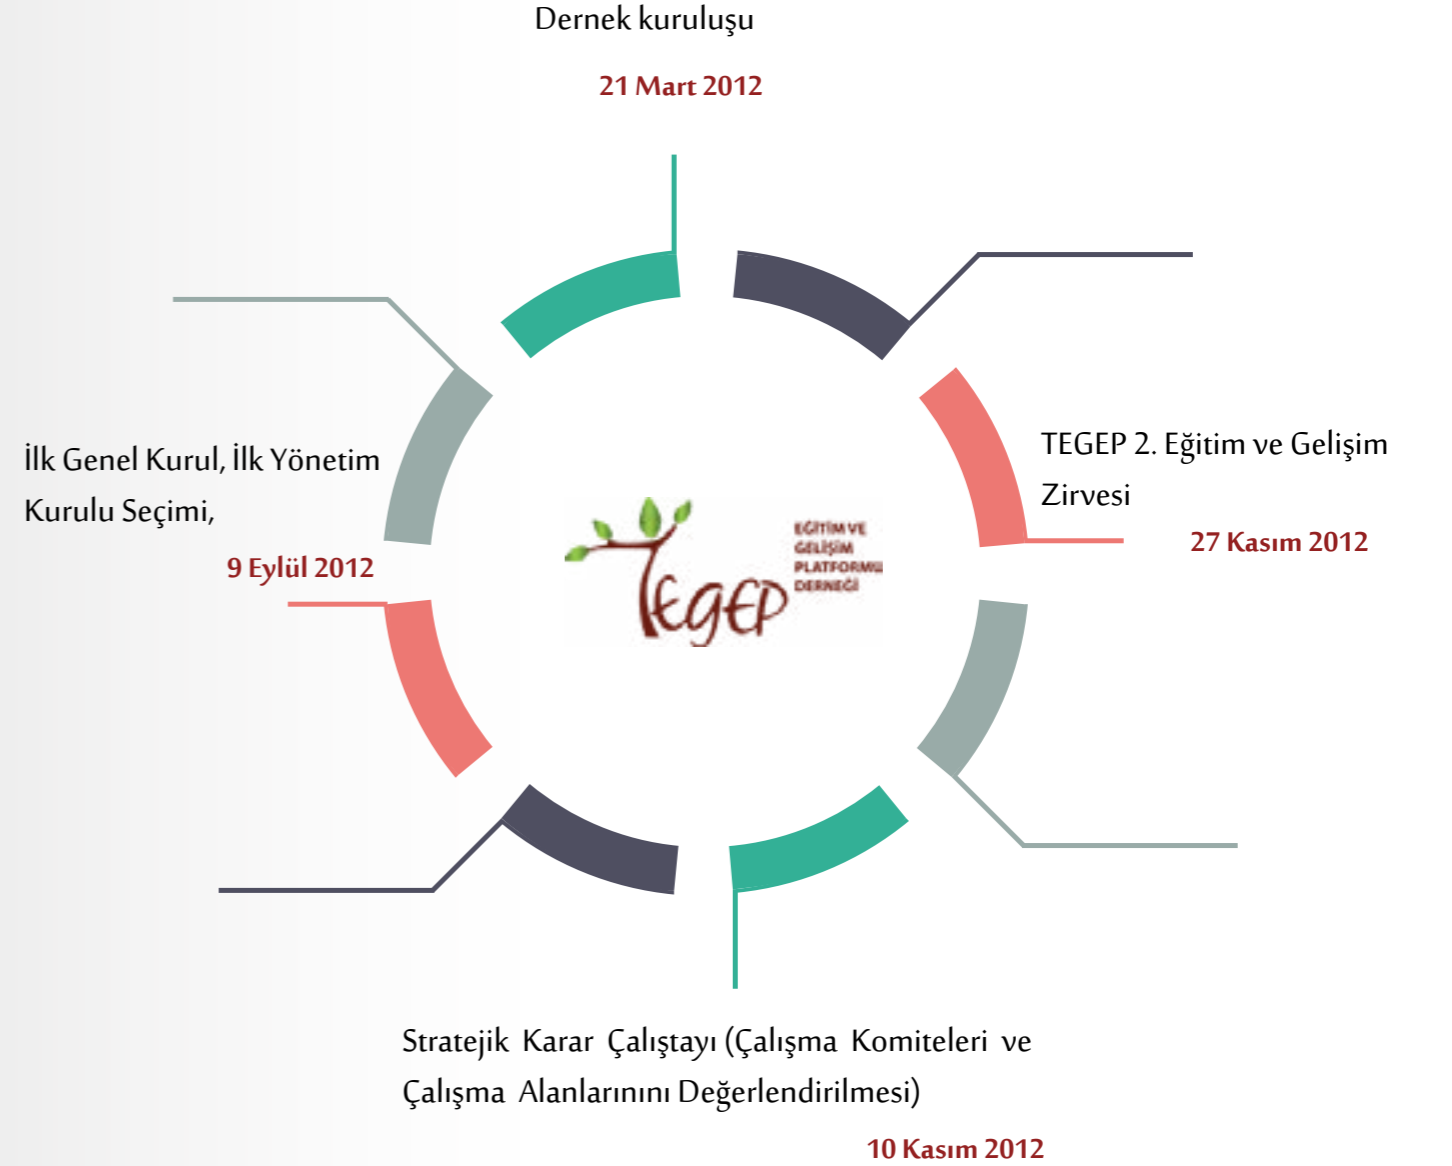 Dernek kuruluşu
21 Mart 2012
İlk Genel Kurul, İlk Yönetim
Kurulu Seçimi,
9 Eylül 2012
TEGEP 2. Eğitim ve Gelişim
Zirvesi
27 Kasım 2012
TEGEP
EĞİTİM VE
GELİŞİM
PLATFORMU
DERNEĞİ
Stratejik Karar Çalıştayı (Çalışma Komiteleri ve
Çalışma Alanlarınını Değerlendirilmesi)
10 Kasım 2012